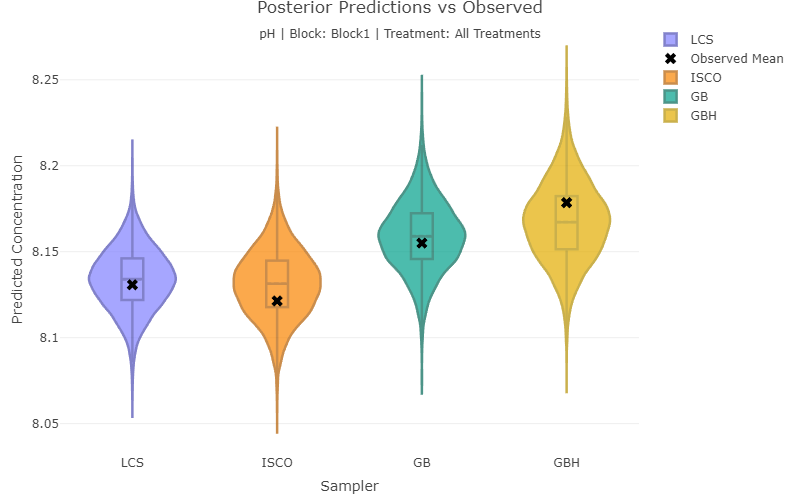 Posterior Predictions vs Observed
pH | Block: Block1 | Treatment: All Treatments
LCS
Observed Mean
ISCO
GB
GBH
Predicted Concentration
8.25
8.2
8.15
8.1
8.05
LCS
ISCO
GB
GBH
Sampler